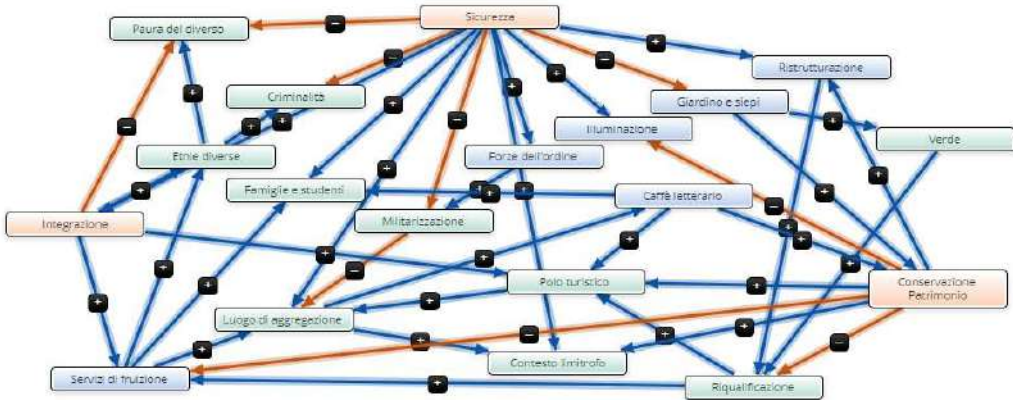 Sicurezza
Paura del diverso
Ristrutturazione
Criminalità
Giardino e siepi
Illuminazione
Verde
Etnie diverse
Forze dell'ordine
Famiglie e studenti
Caffè letterario
Integrazione
Militarizzazione
Polo turistico
Conservazione
Patrimonio
Luogo di aggregazione
Contesto limitrofo
Servizi di fruizione
Riqualificazione